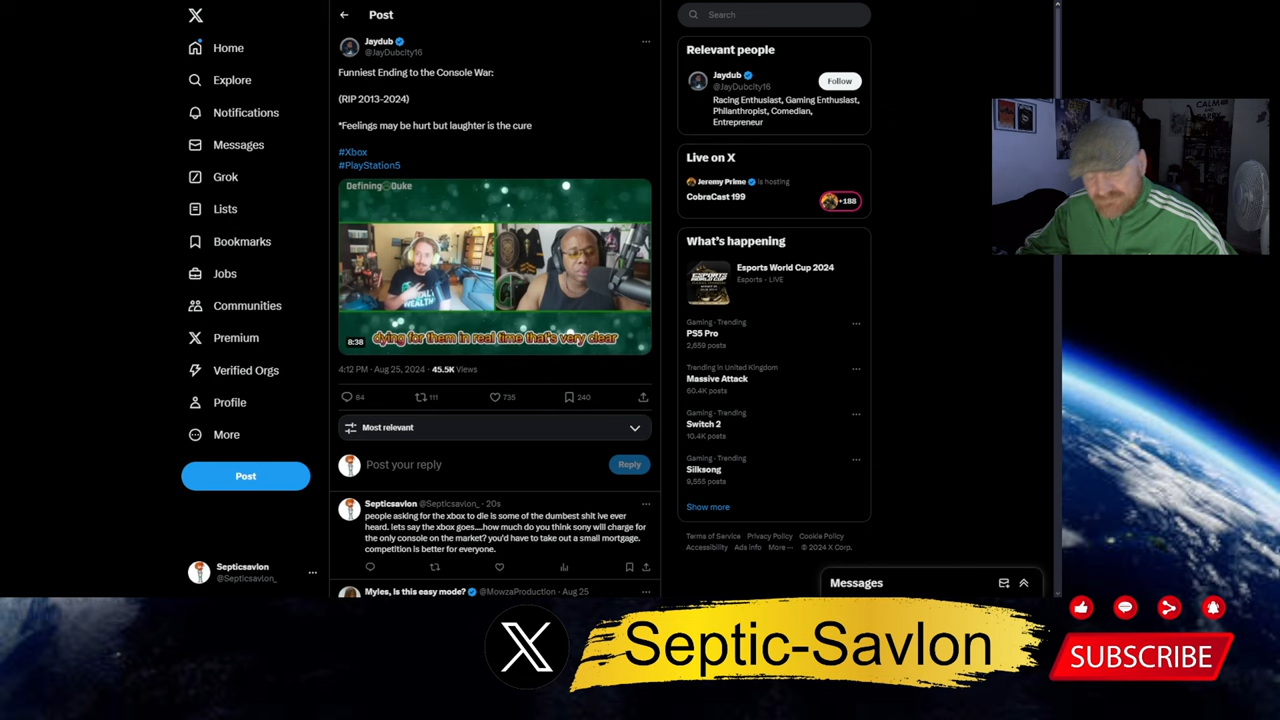 Home
Explore
Notifications
Messages
Grok
Lists
Bookmarks
Jobs
Communities
Premium
Verified Orgs
Profile
More
Post
Septicsavlon
@Septicsavlon_
Post
Jaydub
@JayDubcity16
Funniest Ending to the Console War:
(RIP 2013-2024)
*Feelings may be hurt but laughter is the cure
#Xbox
#PlayStation5
Defining Duke
WEALTH
8:38
dying for them in real time that's very clear
4:12 PM · Aug 25, 2024 · 45.5K Views
84
111
735
240
Most relevant
Post your reply
Reply
Septicsavlon @Septicsavlon_ · 20s
people asking for the xbox to die is some of the dumbest shit ive ever
heard. lets say the xbox goes....how much do you think sony will charge for
the only console on the market? you'd have to take out a small mortgage.
competition is better for everyone.
Myles, Is this easy mode? @MowzaProduction · Aug 25
Search
Relevant people
Jaydub
@JayDubcity16
Follow
Racing Enthusiast, Gaming Enthusiast,
Philanthropist, Comedian,
Entrepreneur
Live on X
Jeremy Prime is hosting
CobraCast 199
+188
What's happening
ESPORTS
WORLD CUP
Esports World Cup 2024
Esports · LIVE
Gaming · Trending
PS5 Pro
2,659 posts
Trending in United Kingdom
Massive Attack
60.4K posts
Gaming · Trending
Switch 2
10.4K posts
Gaming · Trending
Silksong
9,555 posts
Show more
Terms of Service Privacy Policy Cookie Policy
Accessibility Ads info More ··· © 2024 X Corp.
Messages
CALM
Septic-Savlon
SUBSCRIBE